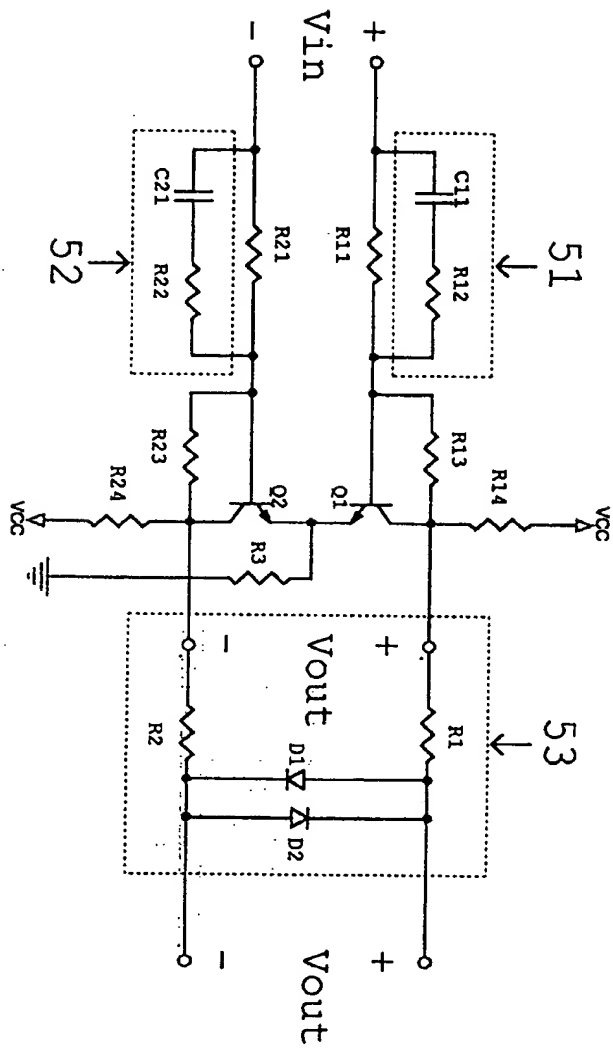 51
52
53
+
Vin
-
C11
R12
R11
R21
C21
R22
R13
R14
VCC
Q1
Q2
R3
R23
R24
VCC
+
Vout
-
R1
D1
D2
R2
+
Vout
-